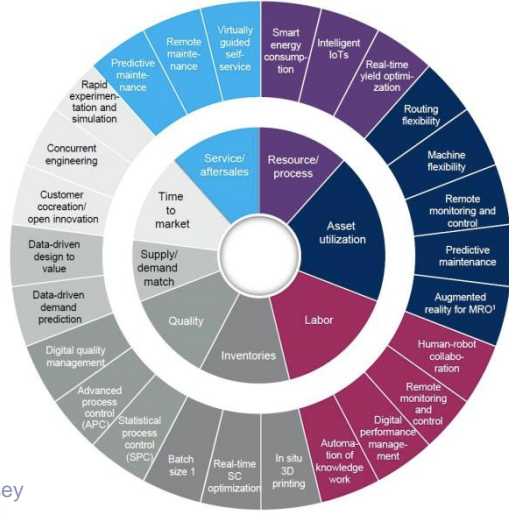 Smart
energy
consump-
tion
Intelligent
IoTs
Real-time
yield optimi-
zation
Routing
flexibility
Machine
flexibility
Remote
monitoring and
control
Predictive
maintenance
Augmented
reality for MRO¹
Human-robot
collabo-
ration
Remote
monitoring
and
control
Digital
performance
manage-
ment
Automa-
tion of
knowledge
work
In situ
3D
printing
Real-time
SC
optimization
Batch
size 1
Statistical
process
control
(SPC)
Advanced
process
control
(APC)
Digital quality
management
Data-driven
demand
prediction
Data-driven
design to
value
Customer
cocreation/
open innovation
Concurrent
engineering
Rapid
experimen-
tation and
simulation
Predictive
mainte-
nance
Remote
mainte-
nance
Virtually
guided
self-
service
Resource/
process
Asset
utilization
Labor
Inventories
Quality
Supply/
demand
match
Time
to
market
Service/
aftersales
sey